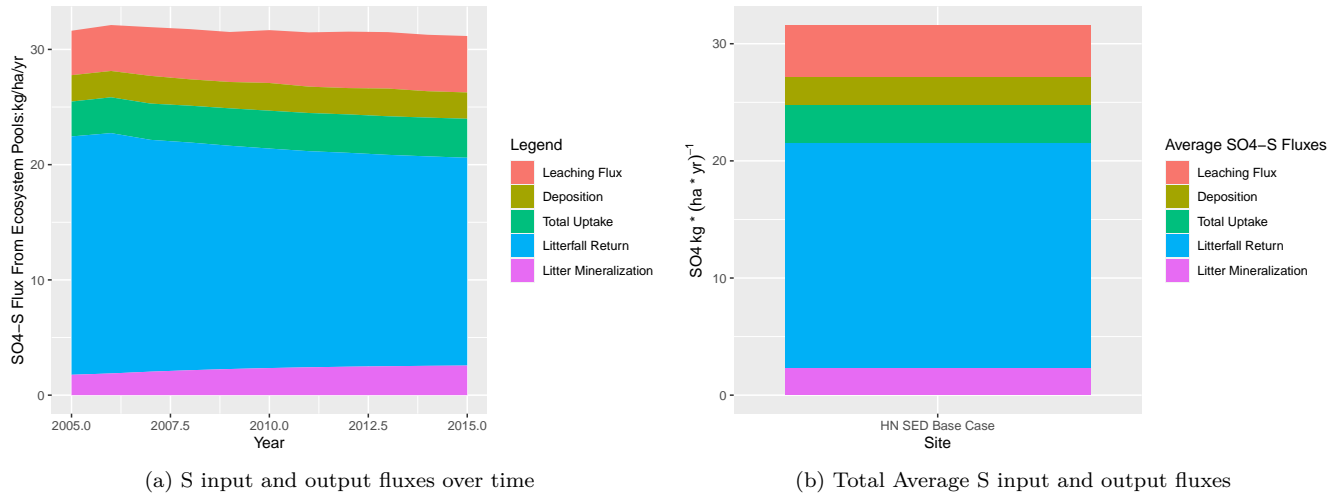 SO4−S Flux From Ecosystem Pools:kg/ha/yr
30
20
10
0
2005.0 2007.5 2010.0 2012.5 2015.0
Year
Legend
Leaching Flux
Deposition
Total Uptake
Litterfall Return
Litter Mineralization
(a) S input and output fluxes over time
SO4 kg * (ha * yr)⁻¹
30
20
10
0
HN SED Base Case
Site
Average SO4−S Fluxes
Leaching Flux
Deposition
Total Uptake
Litterfall Return
Litter Mineralization
(b) Total Average S input and output fluxes